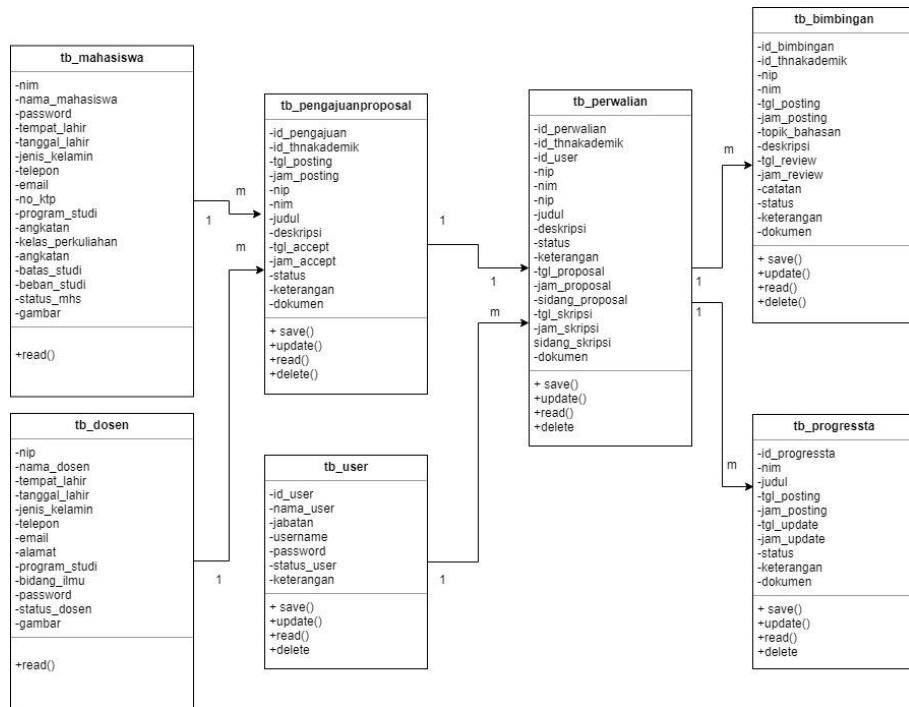 tb_mahasiswa
-nim
-nama_mahasiswa
-password
-tempat_lahir
-tanggal_lahir
-jenis_kelamin
-telepon
-email
-no_ktp
-program_studi
-angkatan
-kelas_perkuliahan
-angkatan
-batas_studi
-beban_studi
-status_mhs
-gambar
+read()
1
m
tb_dosen
-nip
-nama_dosen
-tempat_lahir
-tanggal_lahir
-jenis_kelamin
-telepon
-email
-alamat
-program_studi
-bidang_ilmu
-password
-status_dosen
-gambar
+read()
1
m
tb_pengajuanproposal
-id_pengajuan
-id_thnakademik
-tgl_posting
-jam_posting
-nip
-nim
-judul
-deskripsi
-tgl_accept
-jam_accept
-status
-keterangan
-dokumen
+ save()
+update()
+read()
+delete()
1
1
tb_user
-id_user
-nama_user
-jabatan
-username
-password
-status_user
-keterangan
+ save()
+update()
+read()
+delete
1
m
tb_perwalian
-id_perwalian
-id_thnakademik
-id_user
-nip
-nim
-nip
-judul
-deskripsi
-status
-keterangan
-tgl_proposal
-jam_proposal
-sidang_proposal
-tgl_skripsi
-jam_skripsi
sidang_skripsi
-dokumen
+ save()
+update()
+read()
+delete
1
m
1
m
tb_bimbingan
-id_bimbingan
-id_thnakademik
-nip
-nim
-tgl_posting
-jam_posting
-topik_bahasan
-deskripsi
-tgl_review
-jam_review
-catatan
-status
-keterangan
-dokumen
+ save()
+update()
+read()
+delete()
tb_progressta
-id_progressta
-nim
-judul
-tgl_posting
-jam_posting
-tgl_update
-jam_update
-status
-keterangan
-dokumen
+ save()
+update()
+read()
+delete